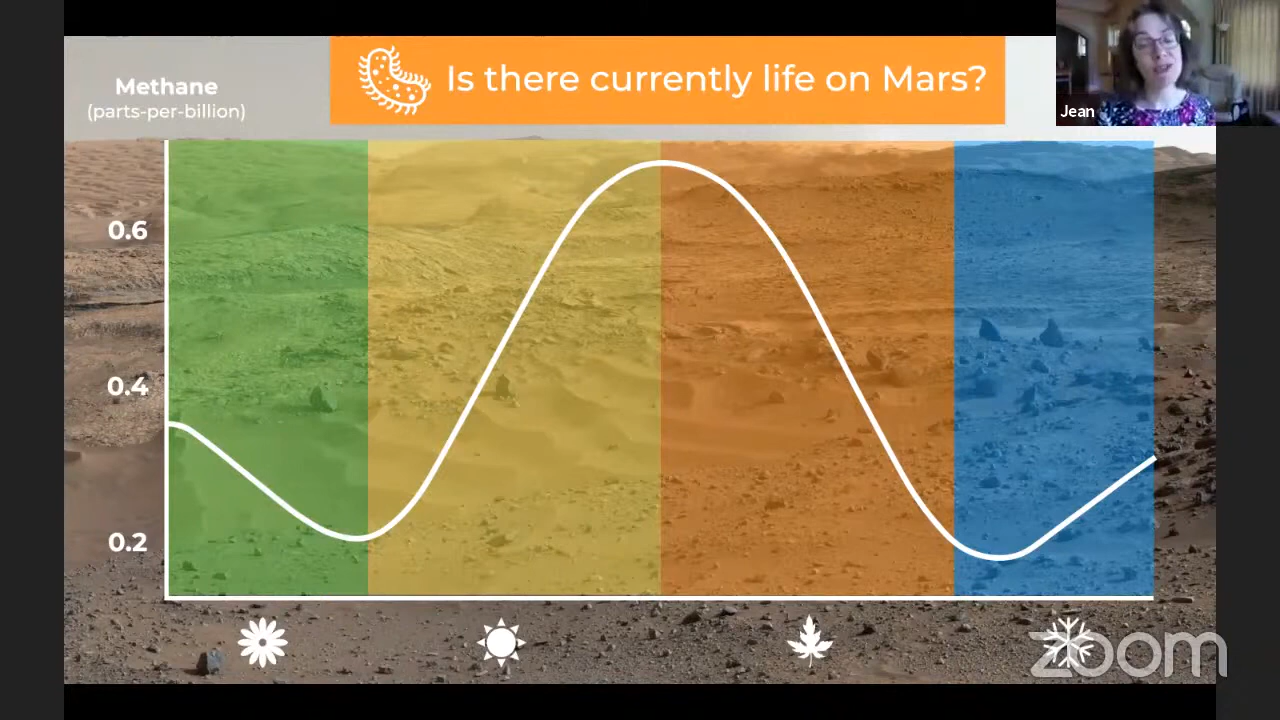 Is there currently life on Mars?
Methane
(parts-per-billion)
Jean
0.6
0.4
0.2
zoom